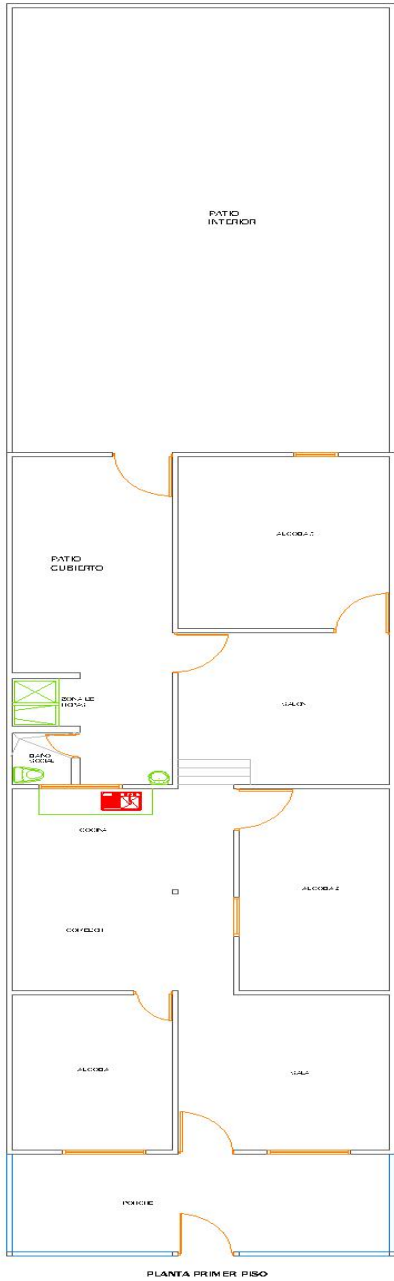 PATIO
INTERIOR
ALCOBA 3
PATIO
CUBIERTO
ZONA DE
ROPAS
SALON
BAÑO
SOCIAL
COCINA
ALCOBA 2
COMEDOR
ALCOBA
SALA
PORCHE
PLANTA PRIMER PISO